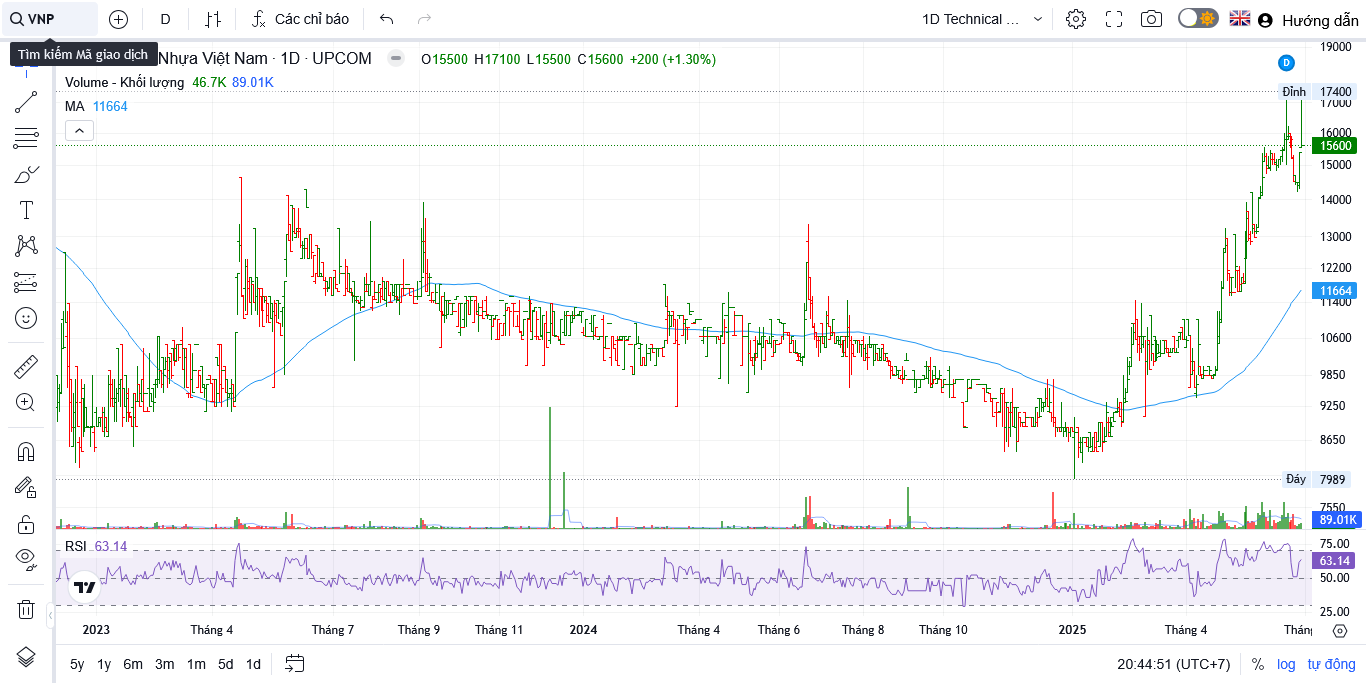 VNP
D
Các chỉ báo
1D Technical ...
Hướng dẫn
Tìm kiếm Mã giao dịch
Nhựa Việt Nam · 1D · UPCOM
O15500 H17100 L15500 C15600 +200 (+1.30%)
Volume - Khối lượng 46.7K 89.01K
MA 11664
19000
D
Đỉnh 17400
17000
16000
15600
15000
14000
13000
12200
11664
11400
10600
9850
9250
8650
Đáy 7989
7550
89.01K
RSI 63.14
75.00
63.14
50.00
25.00
2023 Tháng 4 Tháng 7 Tháng 9 Tháng 11 2024 Tháng 4 Tháng 6 Tháng 8 Tháng 10 2025 Tháng 4 Thán
5y 1y 6m 3m 1m 5d 1d
20:44:51 (UTC+7) % log tự động